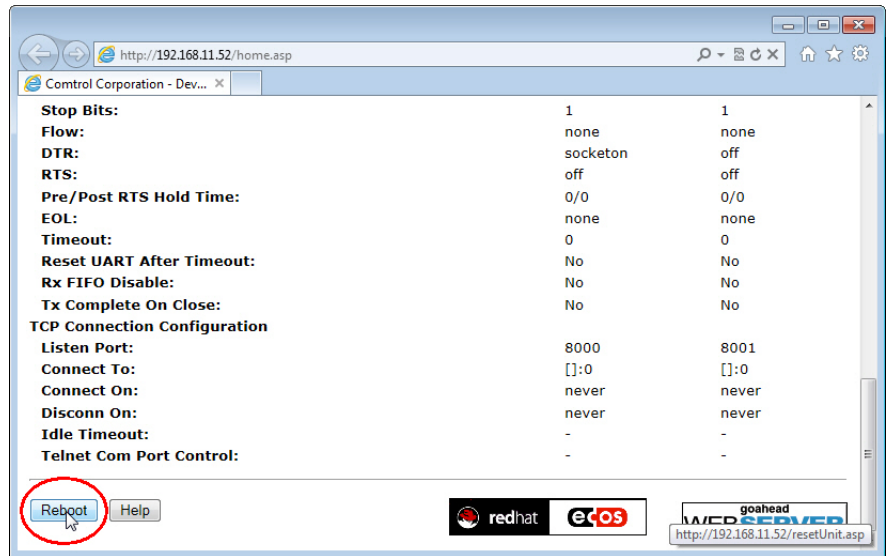 http://192.168.11.52/home.asp
Comtrol Corporation - Dev...
Stop Bits: 1 1
Flow: none none
DTR: socketon off
RTS: off off
Pre/Post RTS Hold Time: 0/0 0/0
EOL: none none
Timeout: 0 0
Reset UART After Timeout: No No
Rx FIFO Disable: No No
Tx Complete On Close: No No
TCP Connection Configuration
Listen Port: 8000 8001
Connect To: []:0 []:0
Connect On: never never
Disconn On: never never
Idle Timeout: - -
Telnet Com Port Control: - -
Reboot Help
redhat ecos
goahead
WEBSERVER
http://192.168.11.52/resetUnit.asp